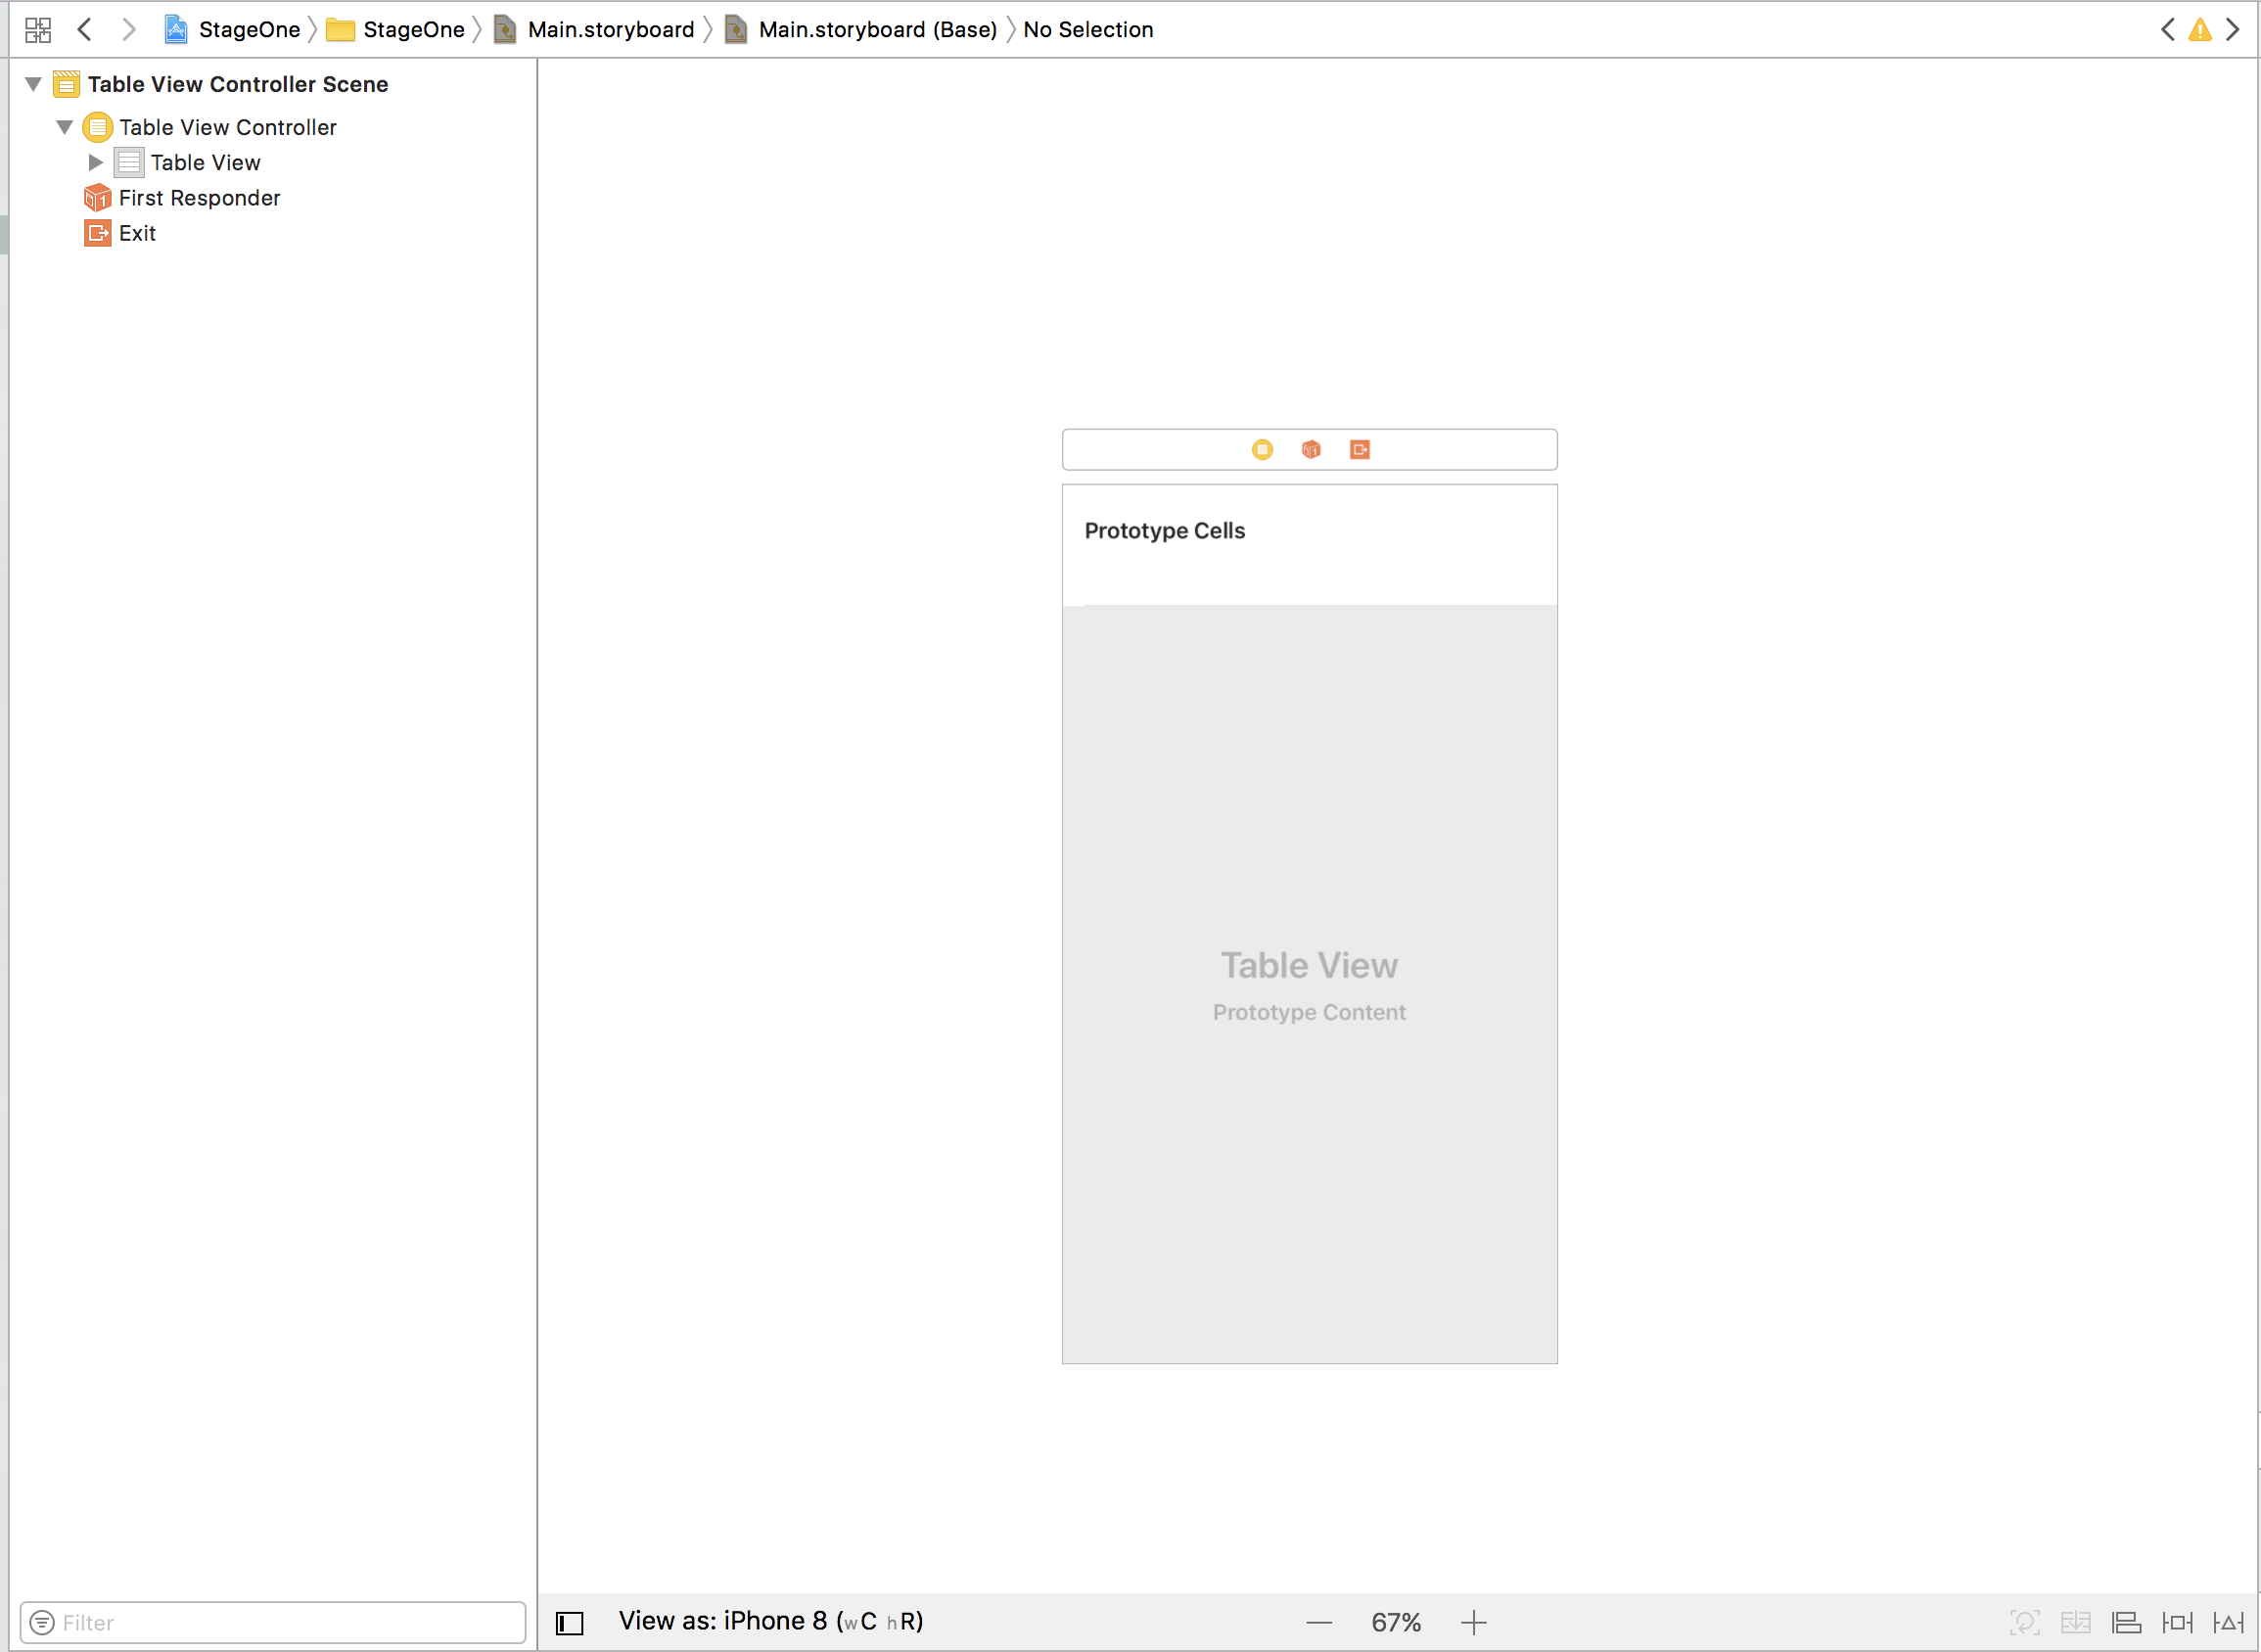 StageOne StageOne Main.storyboard Main.storyboard (Base) No Selection
Table View Controller Scene
Table View Controller
Table View
First Responder
Exit
Prototype Cells
Table View
Prototype Content
Filter
View as: iPhone 8 (wC hR)
67%